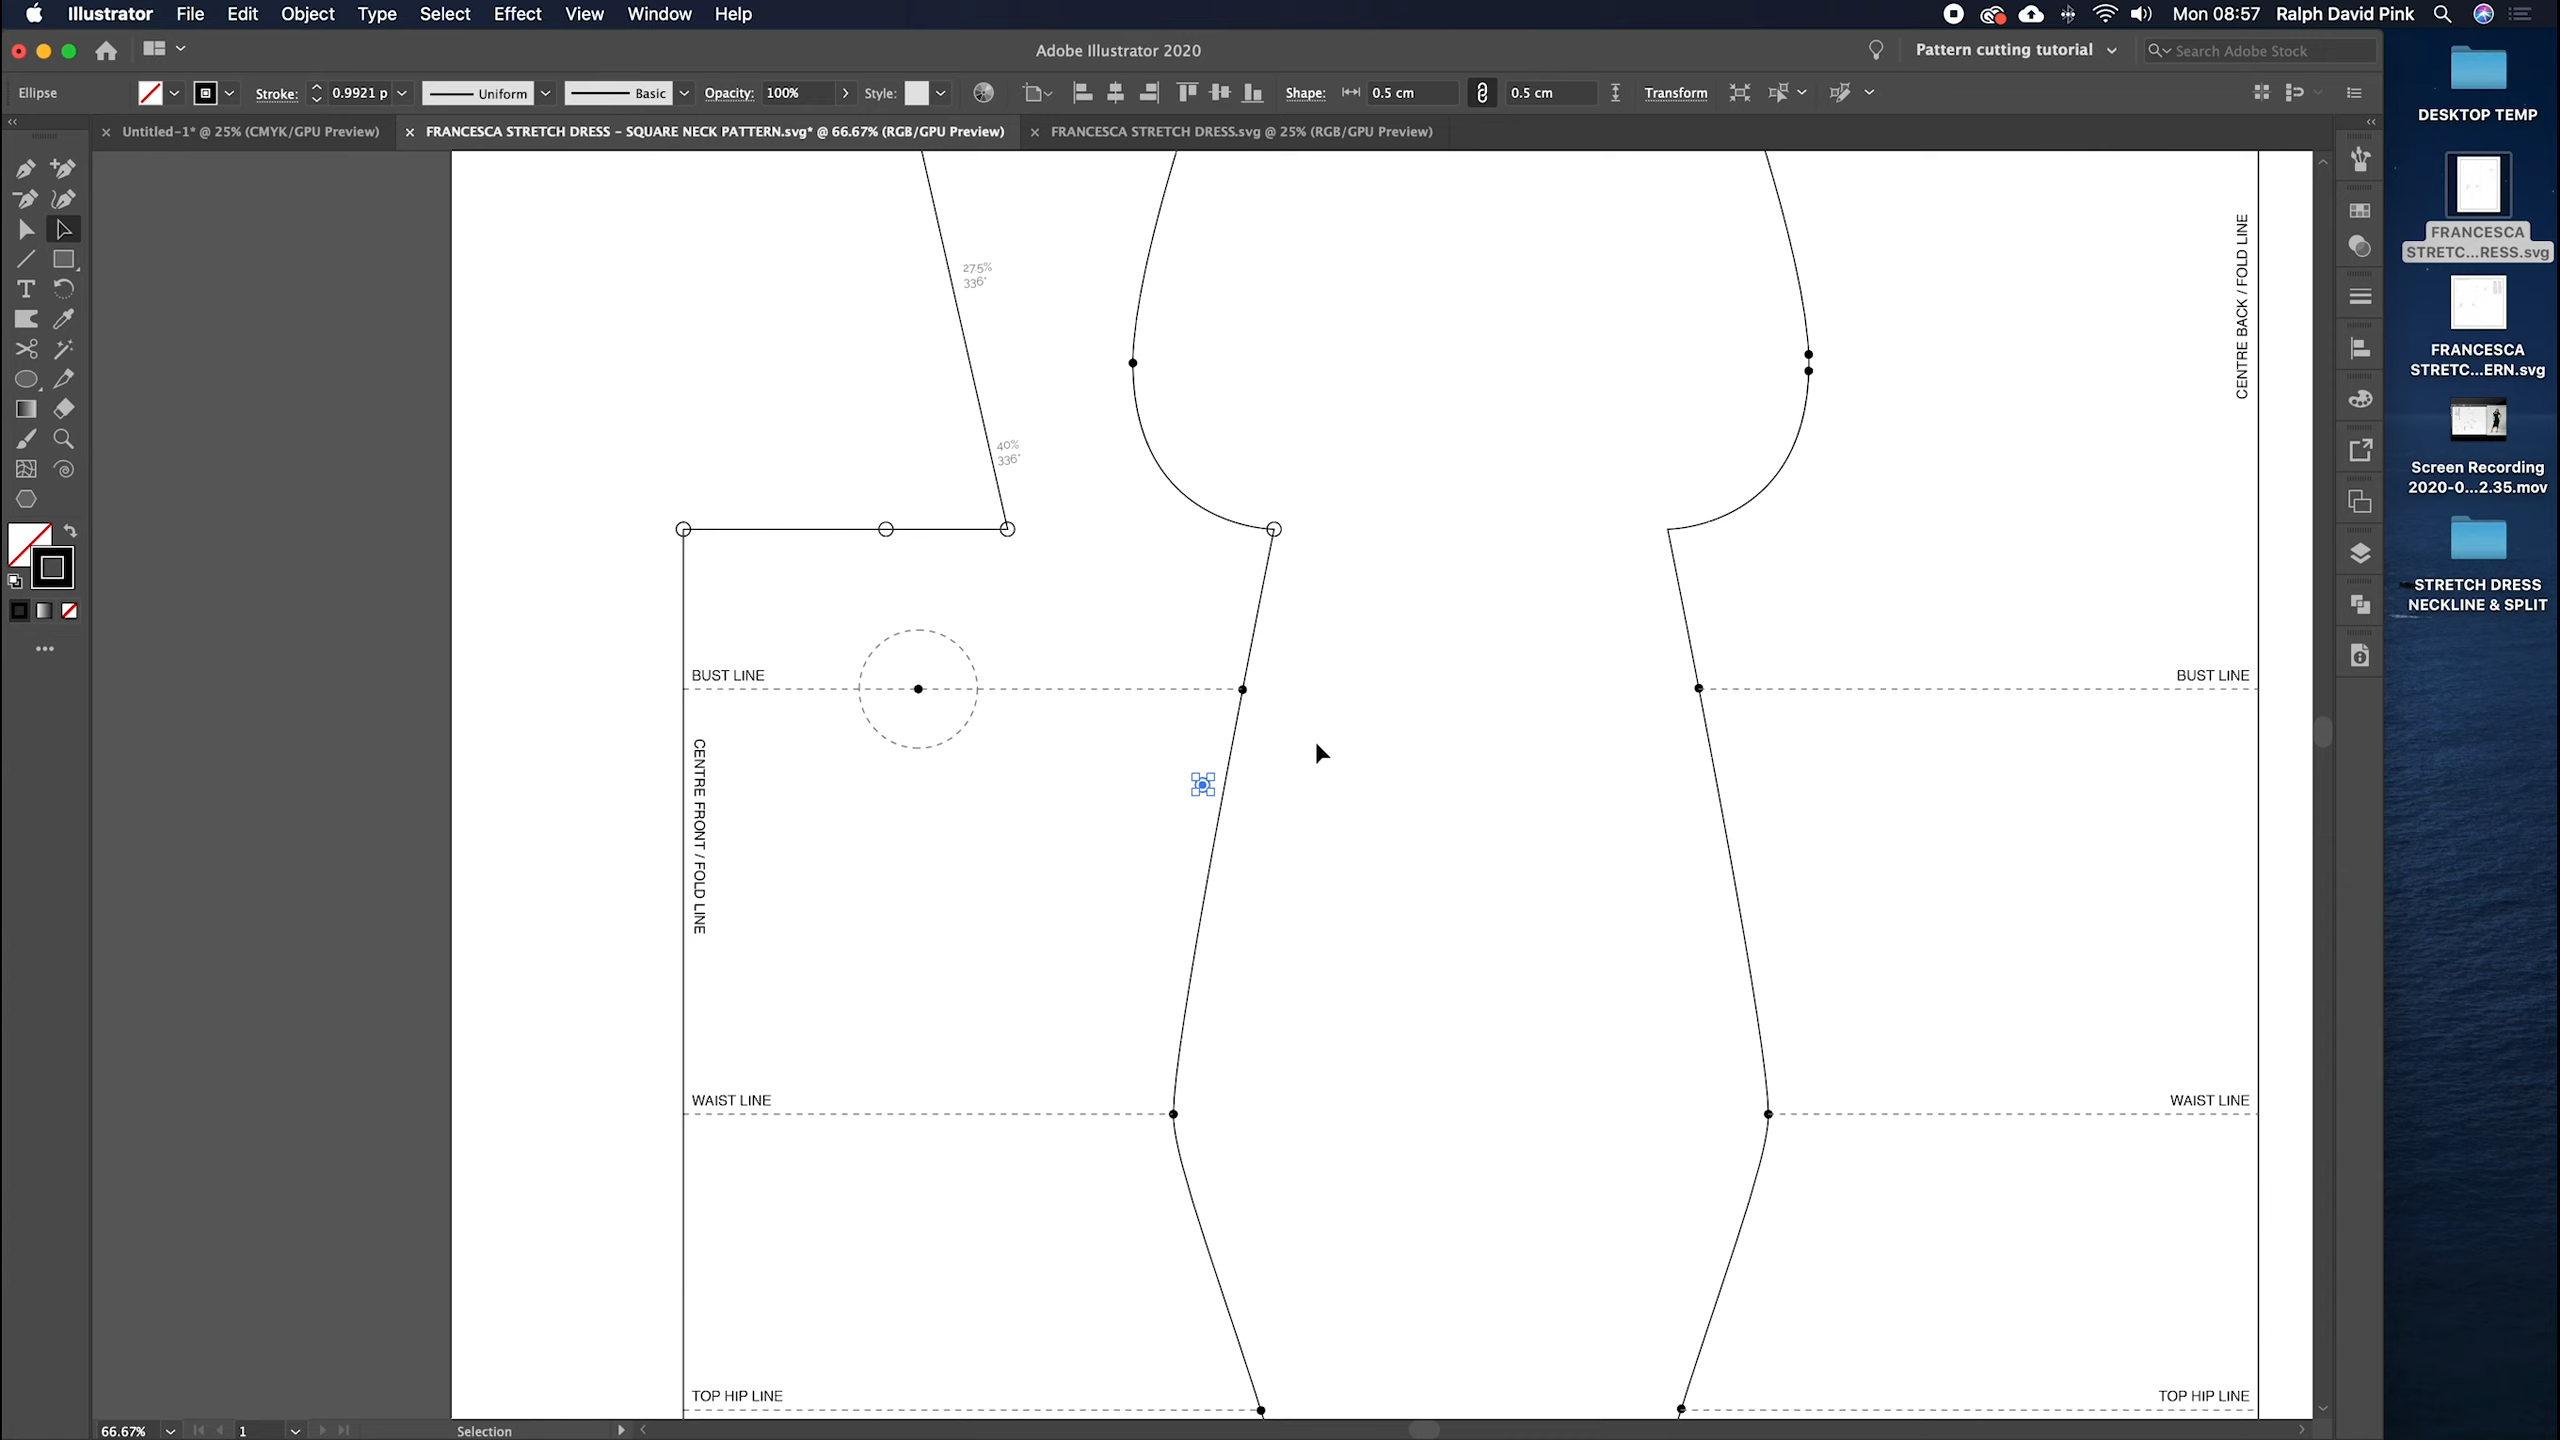 Illustrator File Edit Object Type Select Effect View Window Help
Mon 08:57 Ralph David Pink
Adobe Illustrator 2020
Pattern cutting tutorial
Search Adobe Stock
Ellipse
Stroke: 0.9921 p
Uniform
Basic
Opacity: 100%
Style:
Shape: 0.5 cm 0.5 cm
Transform
Untitled-1* @ 25% (CMYK/GPU Preview)
FRANCESCA STRETCH DRESS – SQUARE NECK PATTERN.svg* @ 66.67% (RGB/GPU Preview)
FRANCESCA STRETCH DRESS.svg @ 25% (RGB/GPU Preview)
27.5%
336°
40%
336°
CENTRE BACK / FOLD LINE
BUST LINE
BUST LINE
CENTRE FRONT / FOLD LINE
WAIST LINE
WAIST LINE
TOP HIP LINE
TOP HIP LINE
66.67%
1
Selection
DESKTOP TEMP
FRANCESCA
STRETC...RESS.svg
FRANCESCA
STRETC...ERN.svg
Screen Recording
2020-0...2.35.mov
STRETCH DRESS
NECKLINE & SPLIT